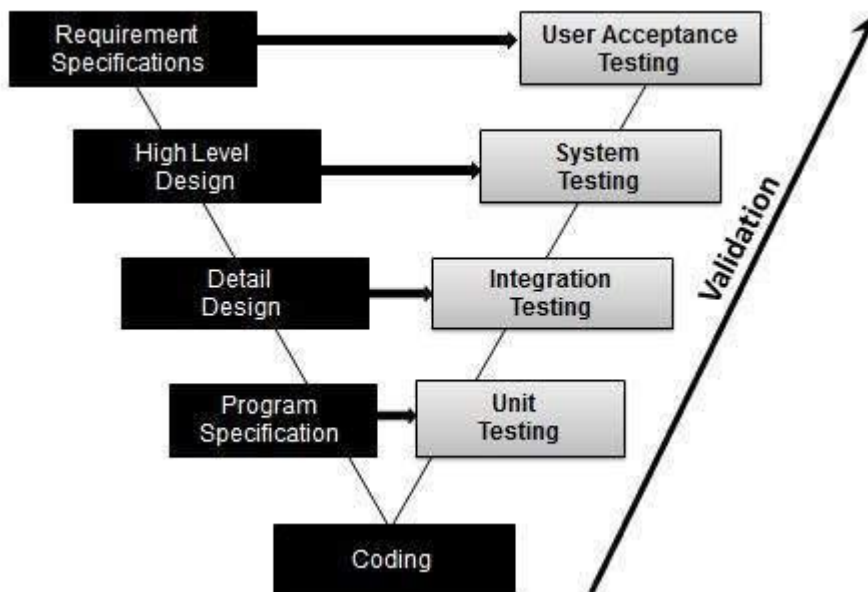 Requirement
Specifications
User Acceptance
Testing
High Level
Design
System
Testing
Detail
Design
Integration
Testing
Program
Specification
Unit
Testing
Coding
Validation